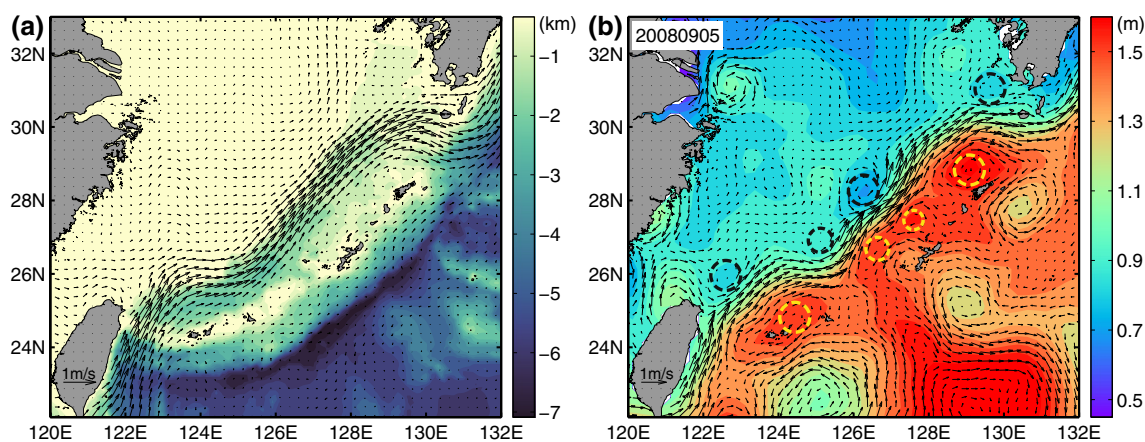 (a)
(km)
32N
30N
28N
26N
24N
1m/s
120E 122E 124E 126E 128E 130E 132E
−1
−2
−3
−4
−5
−6
−7
(b)
20080905
(m)
32N
30N
28N
26N
24N
1m/s
120E 122E 124E 126E 128E 130E 132E
1.5
1.3
1.1
0.9
0.7
0.5